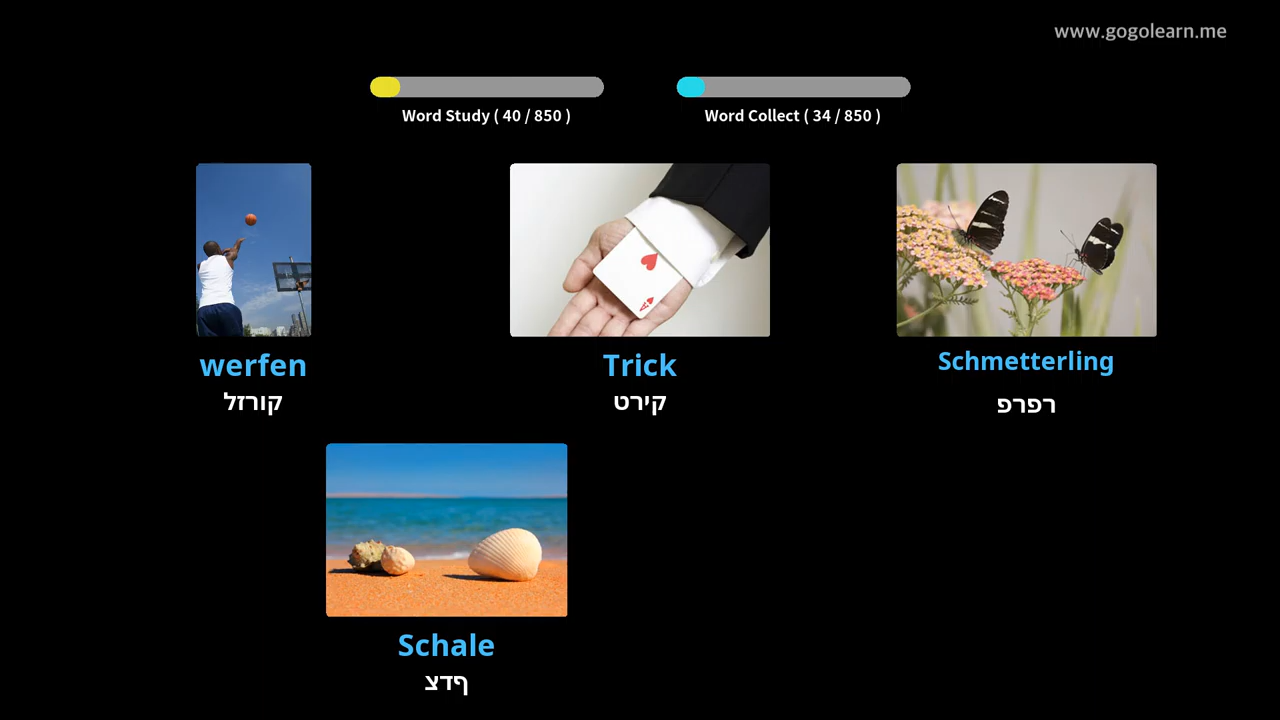 www.gogolearn.me
Word Study ( 40 / 850 )
Word Collect ( 34 / 850 )
werfen
קורזל
Trick
קירט
Schmetterling
רפרפ
Schale
ףדצ